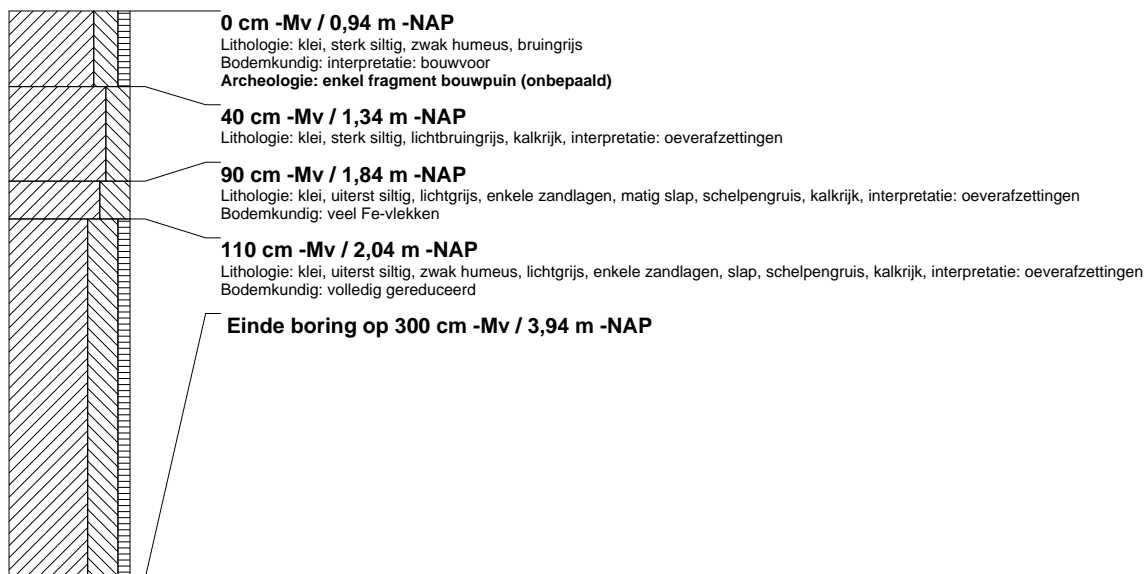 0 cm -Mv / 0,94 m -NAP
Lithologie: klei, sterk siltig, zwak humeus, bruingrijs
Bodemkundig: interpretatie: bouwvoor
Archeologie: enkel fragment bouwpuin (onbepaald)
40 cm -Mv / 1,34 m -NAP
Lithologie: klei, sterk siltig, lichtbruingrijs, kalkrijk, interpretatie: oeverafzettingen
90 cm -Mv / 1,84 m -NAP
Lithologie: klei, uiterst siltig, lichtgrijs, enkele zandlagen, matig slap, schelpengruis, kalkrijk, interpretatie: oeverafzettingen
Bodemkundig: veel Fe-vlekken
110 cm -Mv / 2,04 m -NAP
Lithologie: klei, uiterst siltig, zwak humeus, lichtgrijs, enkele zandlagen, slap, schelpengruis, kalkrijk, interpretatie: oeverafzettingen
Bodemkundig: volledig gereduceerd
Einde boring op 300 cm -Mv / 3,94 m -NAP